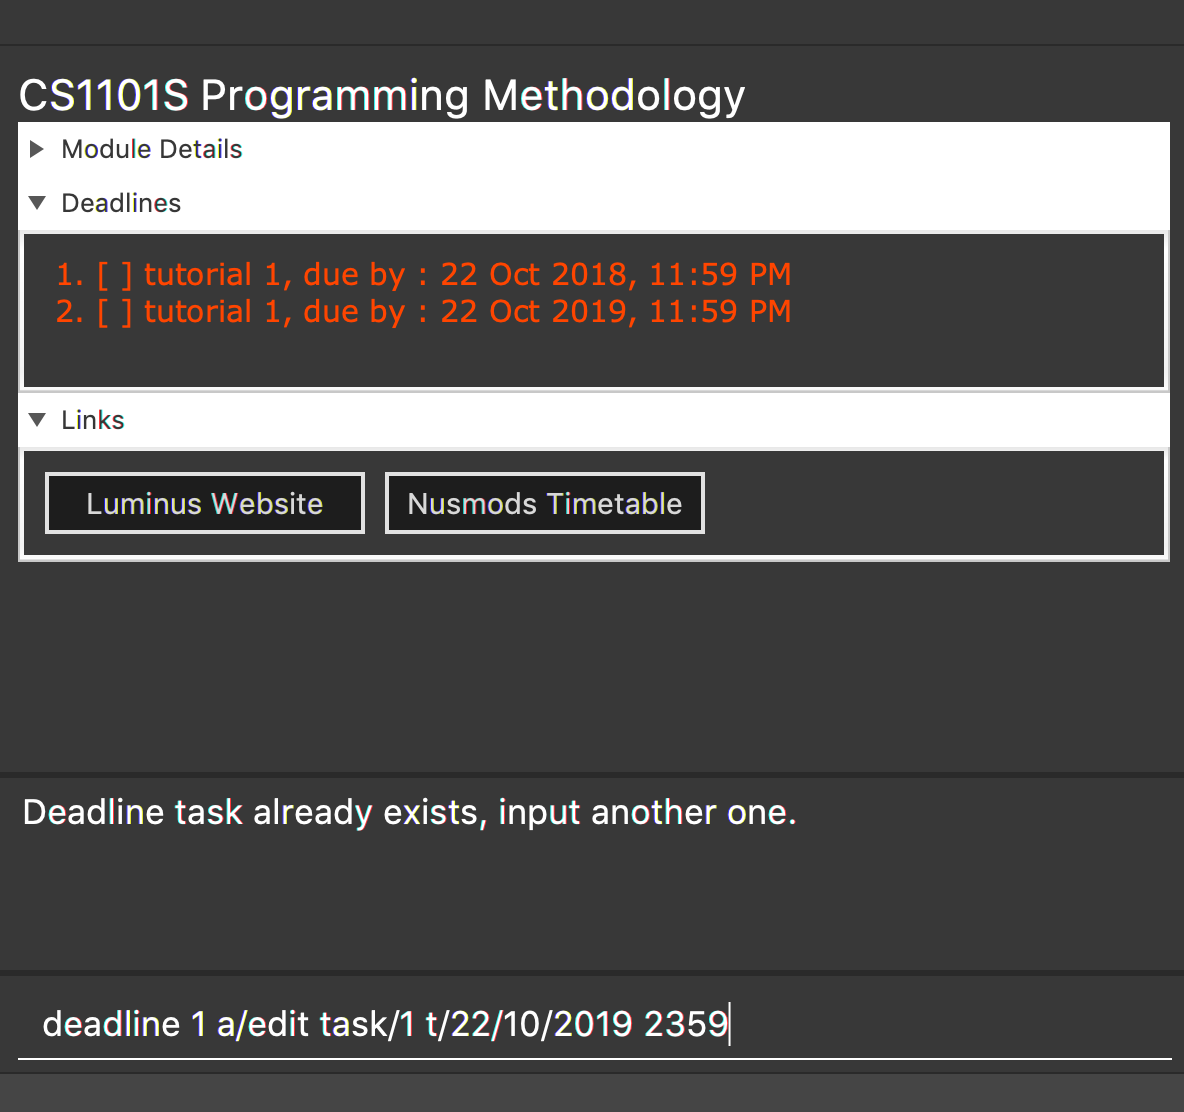 CS1101S Programming Methodology
Module Details
Deadlines
1. [ ] tutorial 1, due by : 22 Oct 2018, 11:59 PM
2. [ ] tutorial 1, due by : 22 Oct 2019, 11:59 PM
Links
Luminus Website Nusmods Timetable
Deadline task already exists, input another one.
deadline 1 a/edit task/1 t/22/10/2019 2359